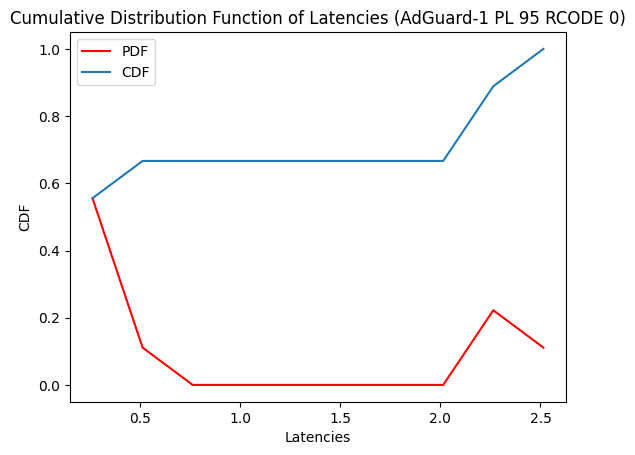 Cumulative Distribution Function of Latencies (AdGuard-1 PL 95 RCODE 0)
PDF
CDF
1.0
0.8
0.6
0.4
0.2
0.0
CDF
0.5
1.0
1.5
2.0
2.5
Latencies